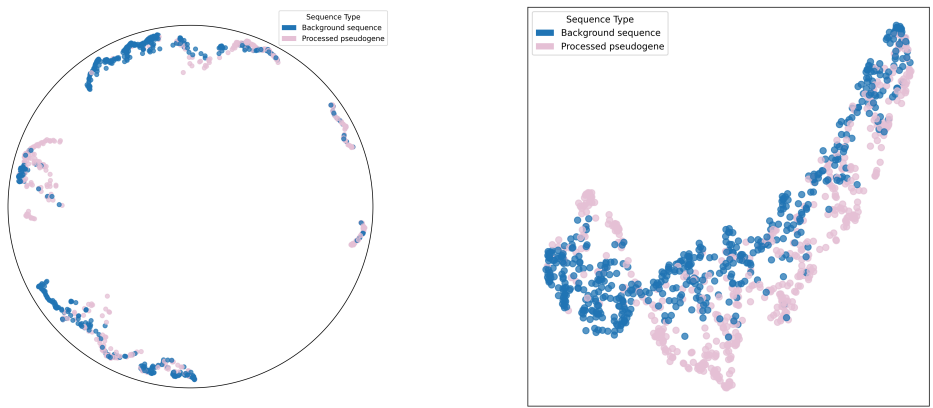 Sequence Type
Background sequence
Processed pseudogene
Sequence Type
Background sequence
Processed pseudogene